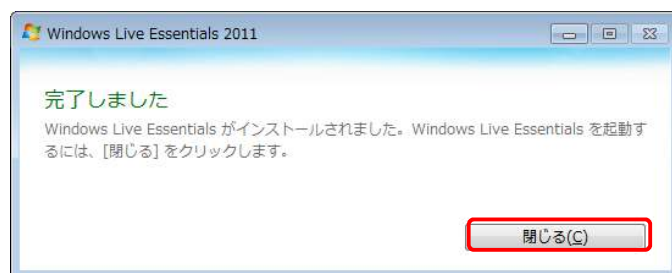 Windows Live Essentials 2011
完了しました
Windows Live Essentials がインストールされました。Windows Live Essentials を起動す
るには、[閉じる] をクリックします。
閉じる(C)